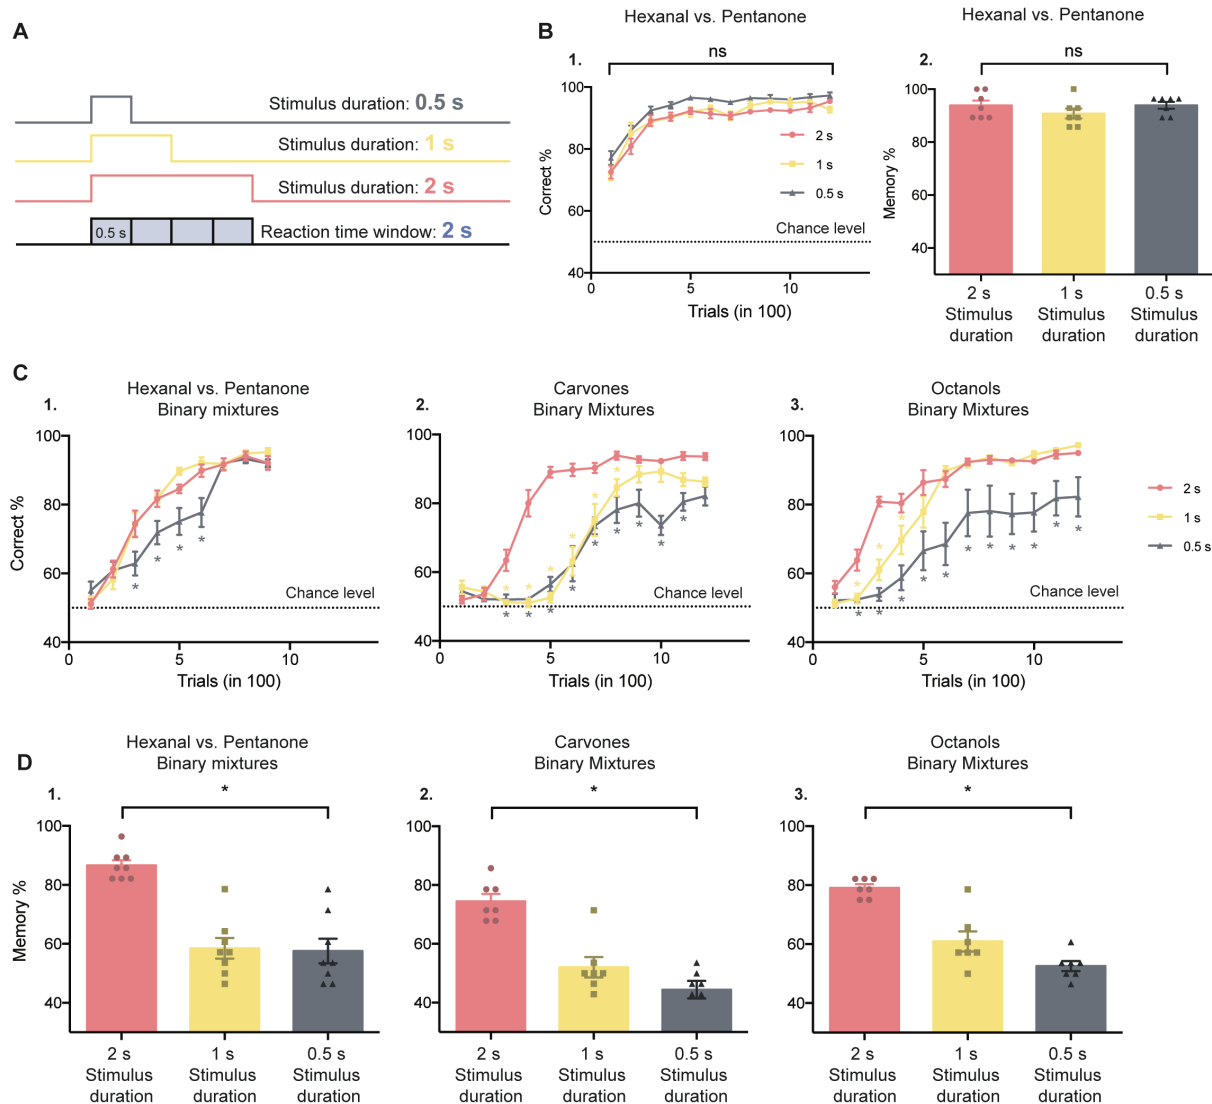 A
Stimulus duration: 0.5 s
Stimulus duration: 1 s
Stimulus duration: 2 s
0.5 s
Reaction time window: 2 s
B
Hexanal vs. Pentanone
1.
ns
100
80
60
40
Correct %
2 s
1 s
0.5 s
Chance level
0
5
10
Trials (in 100)
Hexanal vs. Pentanone
2.
ns
100
80
60
40
Memory %
2 s
Stimulus
duration
1 s
Stimulus
duration
0.5 s
Stimulus
duration
C
Hexanal vs. Pentanone
Binary mixtures
1.
100
80
60
40
Correct %
* * * *
Chance level
0
5
10
Trials (in 100)
Carvones
Binary Mixtures
2.
100
80
60
40
* * * * * *
* * * * * * * *
Chance level
0
5
10
Trials (in 100)
Octanols
Binary Mixtures
3.
100
80
60
40
* * *
* * * * * * * * * *
Chance level
0
5
10
Trials (in 100)
2 s
1 s
0.5 s
D
Hexanal vs. Pentanone
Binary mixtures
1.
*
100
80
60
40
Memory %
2 s
Stimulus
duration
1 s
Stimulus
duration
0.5 s
Stimulus
duration
Carvones
Binary Mixtures
2.
*
100
80
60
40
2 s
Stimulus
duration
1 s
Stimulus
duration
0.5 s
Stimulus
duration
Octanols
Binary Mixtures
3.
*
100
80
60
40
2 s
Stimulus
duration
1 s
Stimulus
duration
0.5 s
Stimulus
duration